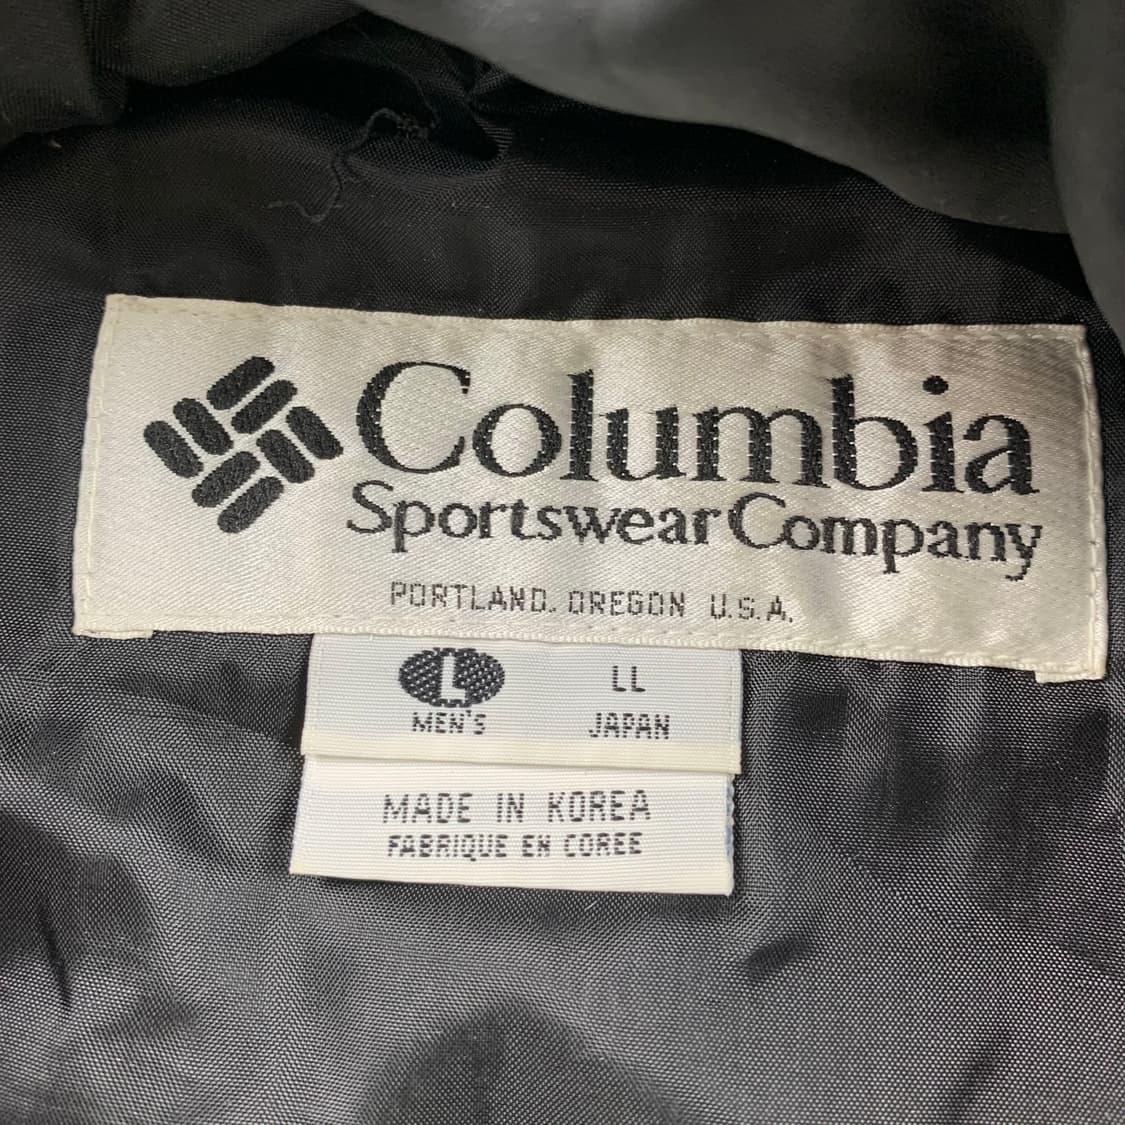 Columbia
Sportswear Company
PORTLAND, OREGON U.S.A.
L LL
MEN'S JAPAN
MADE IN KOREA
FABRIQUE EN COREE